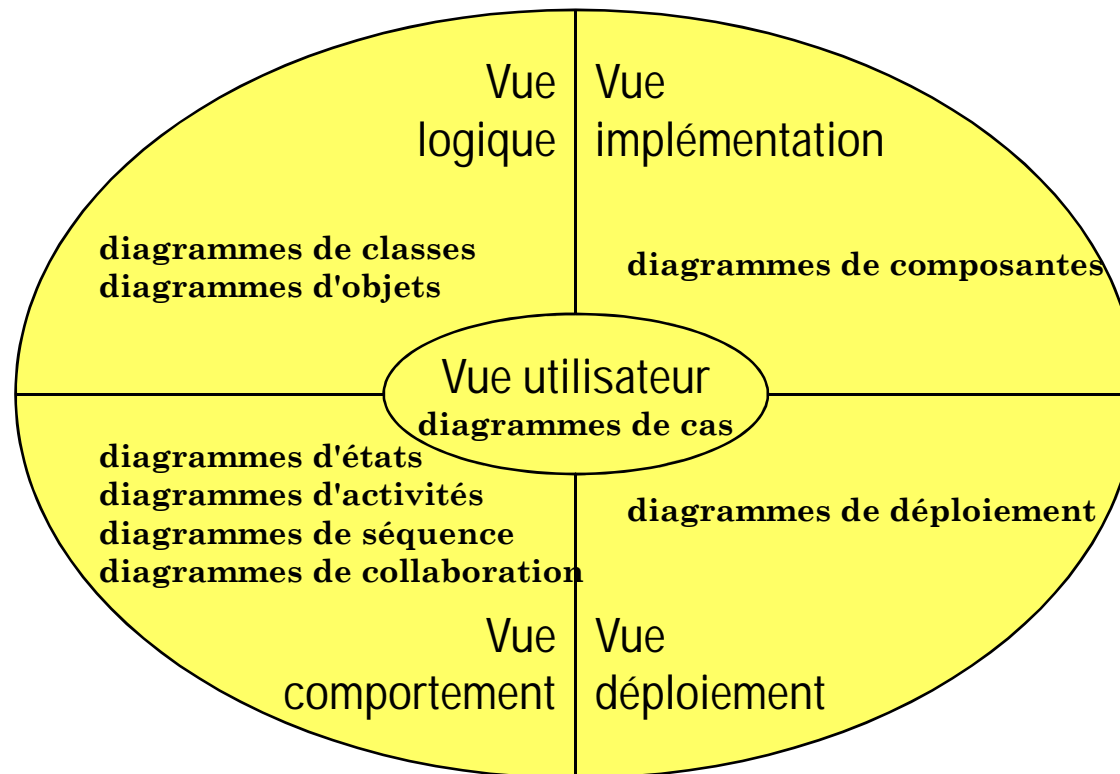 Vue
logique
Vue
implémentation
diagrammes de classes
diagrammes d'objets
diagrammes de composantes
Vue utilisateur
diagrammes de cas
diagrammes d'états
diagrammes d'activités
diagrammes de séquence
diagrammes de collaboration
diagrammes de déploiement
Vue
comportement
Vue
déploiement